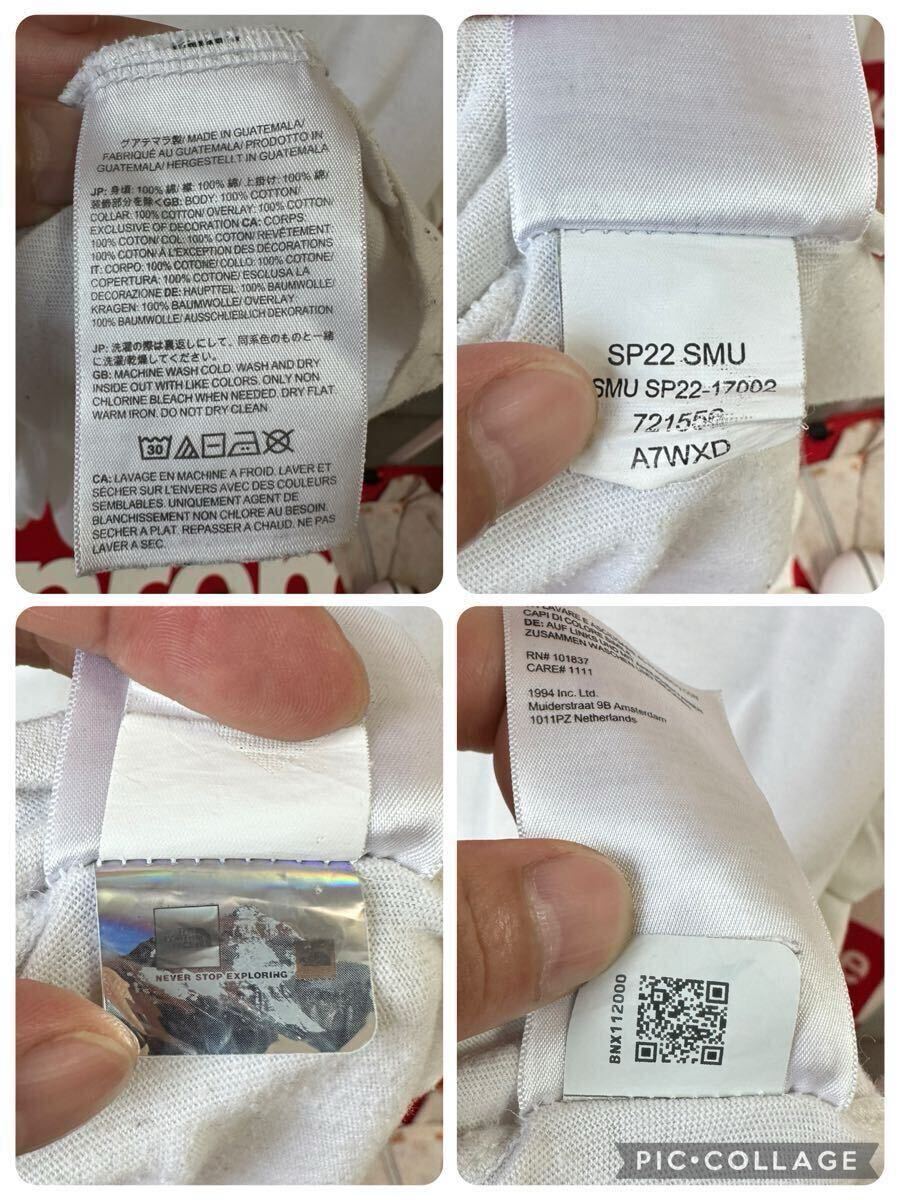 グアテマラ製/ MADE IN GUATEMALA/
FABRIQUÉ AU GUATEMALA/ PRODOTTO IN
GUATEMALA/ HERGESTELLT IN GUATEMALA
JP: 身頃: 100% 綿/ 襟: 100% 綿/ 上掛け: 100% 綿/
装飾部分を除く GB: BODY: 100% COTTON/
COLLAR: 100% COTTON/ OVERLAY: 100% COTTON/
EXCLUSIVE OF DECORATION CA: CORPS:
100% COTON/ COL: 100% COTON/ REVÊTEMENT:
100% COTON/ À L'EXCEPTION DES DÉCORATIONS
IT: CORPO: 100% COTONE/ COLLO: 100% COTONE/
COPERTURA: 100% COTONE/ ESCLUSA LA
DECORAZIONE DE: HAUPTTEIL: 100% BAUMWOLLE/
KRAGEN: 100% BAUMWOLLE/ OVERLAY:
100% BAUMWOLLE/ AUSSCHLIEẞLICH DEKORATION
JP: 洗濯の際は裏返しにして、同系色のものと一緒
に洗濯/乾燥してください。
GB: MACHINE WASH COLD. WASH AND DRY
INSIDE OUT WITH LIKE COLORS. ONLY NON
CHLORINE BLEACH WHEN NEEDED. DRY FLAT.
WARM IRON. DO NOT DRY CLEAN.
30
CA: LAVAGE EN MACHINE A FROID. LAVER ET
SÉCHER SUR L'ENVERS AVEC DES COULEURS
SEMBLABLES. UNIQUEMENT AGENT DE
BLANCHISSEMENT NON CHLORE AU BESOIN.
SECHER A PLAT. REPASSER A CHAUD. NE PAS
LAVER A SEC.
SP22 SMU
SMU SP22-17002
A7WXD
NEVER STOP EXPLORING
CAPI DI COLORE
DE: AUF LINKS UND MIT
ZUSAMMEN WASCHEN
RN# 101837
CARE# 1111
1994 Inc. Ltd.
Muiderstraat 9B Amsterdam
1011PZ Netherlands
BNX112000
PIC•COLLAGE